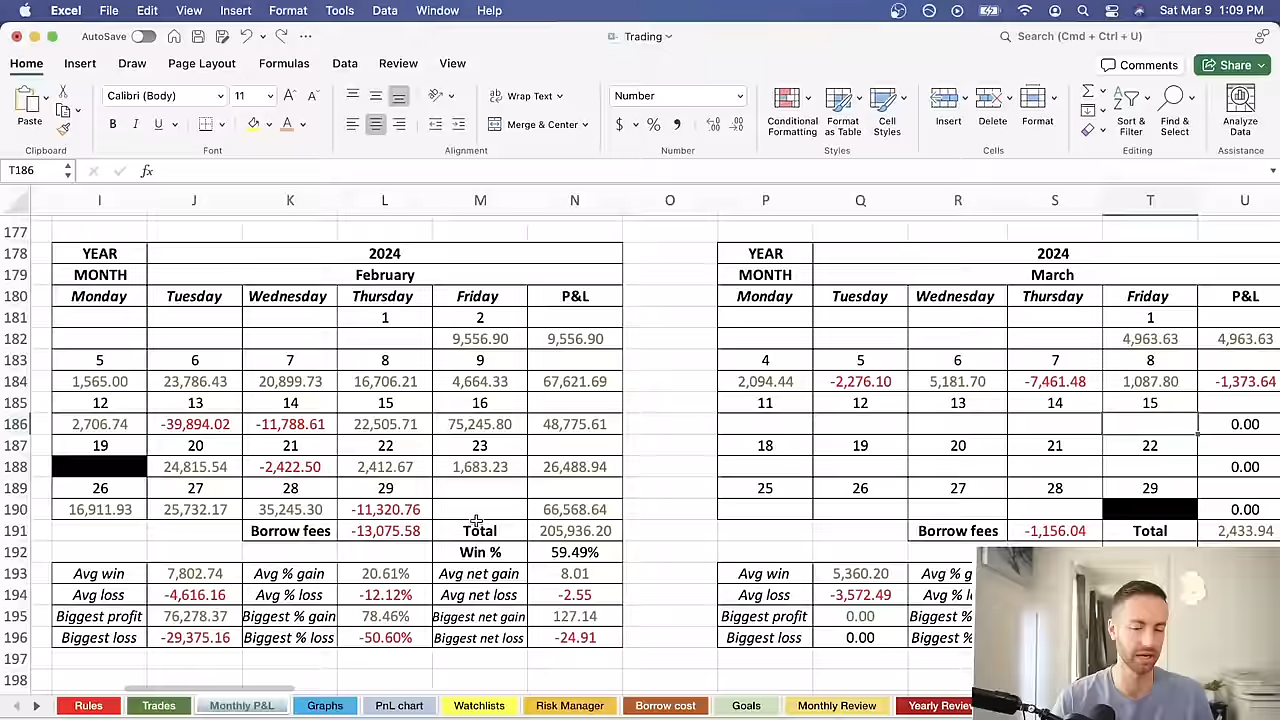 Excel File Edit View Insert Format Tools Data Window Help Sat Mar 9 1:09 PM
AutoSave Trading Search (Cmd + Ctrl + U)
Home Insert Draw Page Layout Formulas Data Review View Comments Share
Paste Calibri (Body) 11 A A Wrap Text Number Conditional Formatting Format as Table Cell Styles Insert Delete Format Sort & Filter Find & Select Analyze Data
B I U A Merge & Center $ %
Clipboard Font Alignment Number Styles Cells Editing Assistance
T186 fx
I J K L M N O P Q R S T U
177
178 YEAR 2024 YEAR 2024
179 MONTH February MONTH March
180 Monday Tuesday Wednesday Thursday Friday P&L Monday Tuesday Wednesday Thursday Friday P&L
181 1 2 1
182 9,556.90 9,556.90 4,963.63 4,963.63
183 5 6 7 8 9 4 5 6 7 8
184 1,565.00 23,786.43 20,899.73 16,706.21 4,664.33 67,621.69 2,094.44 -2,276.10 5,181.70 -7,461.48 1,087.80 -1,373.64
185 12 13 14 15 16 11 12 13 14 15
186 2,706.74 -39,894.02 -11,788.61 22,505.71 75,245.80 48,775.61 0.00
187 19 20 21 22 23 18 19 20 21 22
188 24,815.54 -2,422.50 2,412.67 1,683.23 26,488.94 0.00
189 26 27 28 29 25 26 27 28 29
190 16,911.93 25,732.17 35,245.30 -11,320.76 66,568.64 0.00
191 Borrow fees -13,075.58 Total 205,936.20 Borrow fees -1,156.04 Total 2,433.94
192 Win % 59.49%
193 Avg win 7,802.74 Avg % gain 20.61% Avg net gain 8.01 Avg win 5,360.20 Avg % g
194 Avg loss -4,616.16 Avg % loss -12.12% Avg net loss -2.55 Avg loss -3,572.49 Avg % l
195 Biggest profit 76,278.37 Biggest % gain 78.46% Biggest net gain 127.14 Biggest profit 0.00 Biggest %
196 Biggest loss -29,375.16 Biggest % loss -50.60% Biggest net loss -24.91 Biggest loss 0.00 Biggest %
197
198
Rules Trades Monthly P&L Graphs PnL chart Watchlists Risk Manager Borrow cost Goals Monthly Review Yearly Review